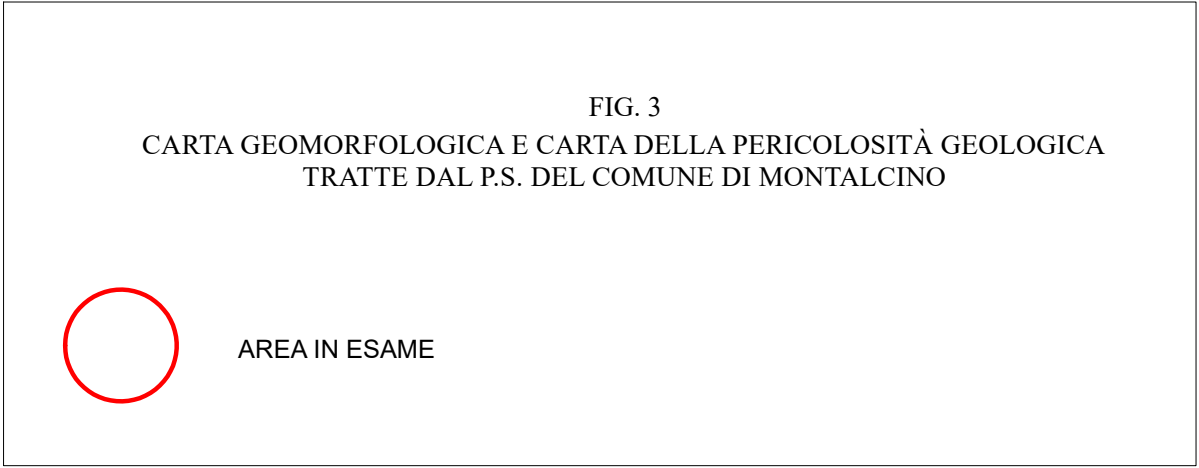 FIG. 3
CARTA GEOMORFOLOGICA E CARTA DELLA PERICOLOSITÀ GEOLOGICA
TRATTE DAL P.S. DEL COMUNE DI MONTALCINO
AREA IN ESAME